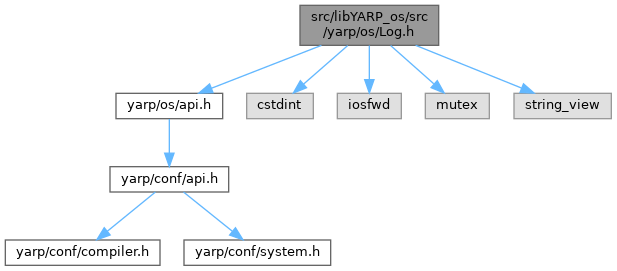 src/libYARP_os/src
/yarp/os/Log.h
yarp/os/api.h
cstdint
iosfwd
mutex
string_view
yarp/conf/api.h
yarp/conf/compiler.h
yarp/conf/system.h